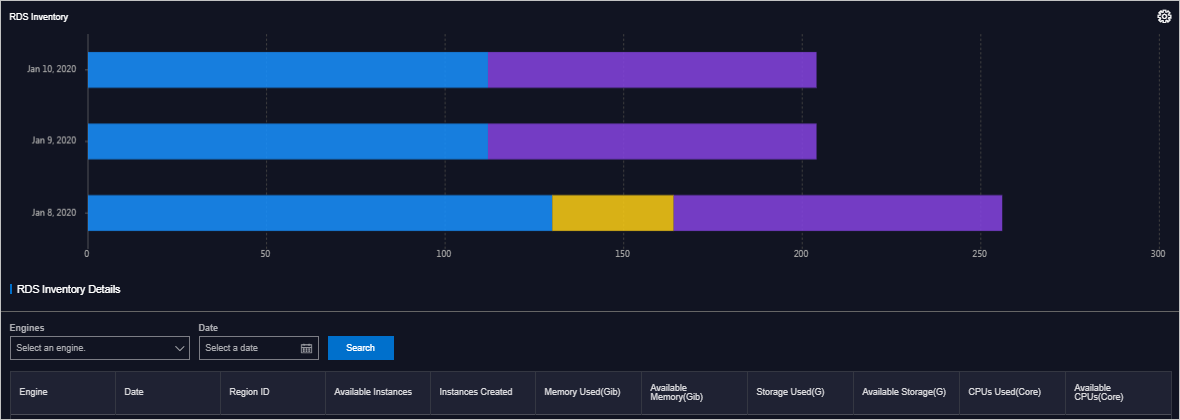 RDS Inventory
Jan 10, 2020
Jan 9, 2020
Jan 8, 2020
0 50 100 150 200 250 300
RDS Inventory Details
Engines Date
Select an engine. Select a date Search
Engine Date Region ID Available Instances Instances Created Memory Used(Gib) Available Memory(Gib) Storage Used(G) Available Storage(G) CPUs Used(Core) Available CPUs(Core)